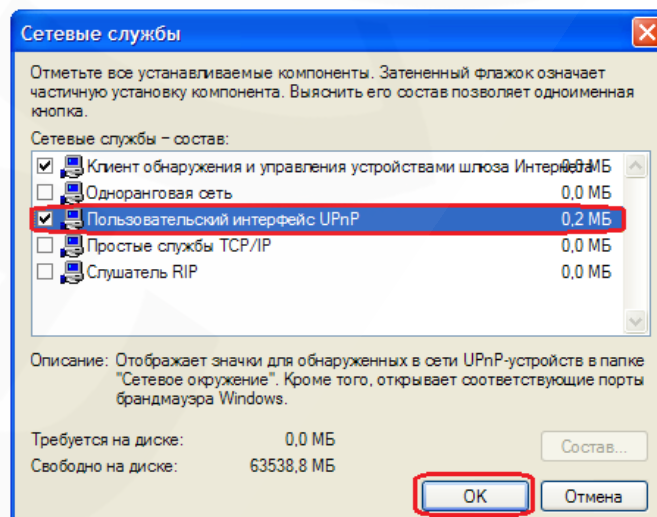 Сетевые службы
Отметьте все устанавливаемые компоненты. Затененный флажок означает
частичную установку компонента. Выяснить его состав позволяет одноименная
кнопка.
Сетевые службы – состав:
Клиент обнаружения и управления устройствами шлюза Интернета 0,0 МБ
Одноранговая сеть 0,0 МБ
Пользовательский интерфейс UPnP 0,2 МБ
Простые службы TCP/IP 0,0 МБ
Слушатель RIP 0,0 МБ
Описание: Отображает значки для обнаруженных в сети UPnP-устройств в папке
"Сетевое окружение". Кроме того, открывает соответствующие порты
брандмауэра Windows.
Требуется на диске: 0,0 МБ
Состав...
Свободно на диске: 63538,8 МБ
OK Отмена